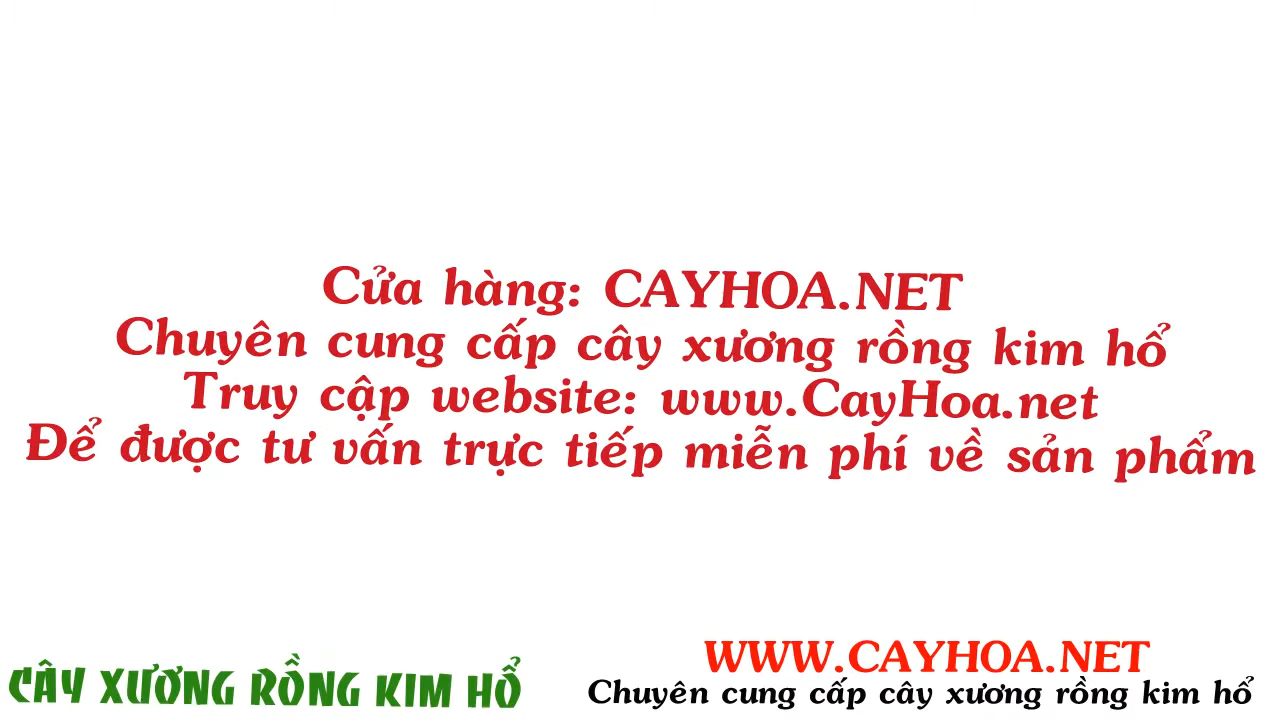 Cửa hàng: CAYHOA.NET
Chuyên cung cấp cây xương rồng kim hổ
Truy cập website: www.CayHoa.net
Để được tư vấn trực tiếp miễn phí về sản phẩm
CÂY XƯƠNG RỒNG KIM HỔ
WWW.CAYHOA.NET
Chuyên cung cấp cây xương rồng kim hổ